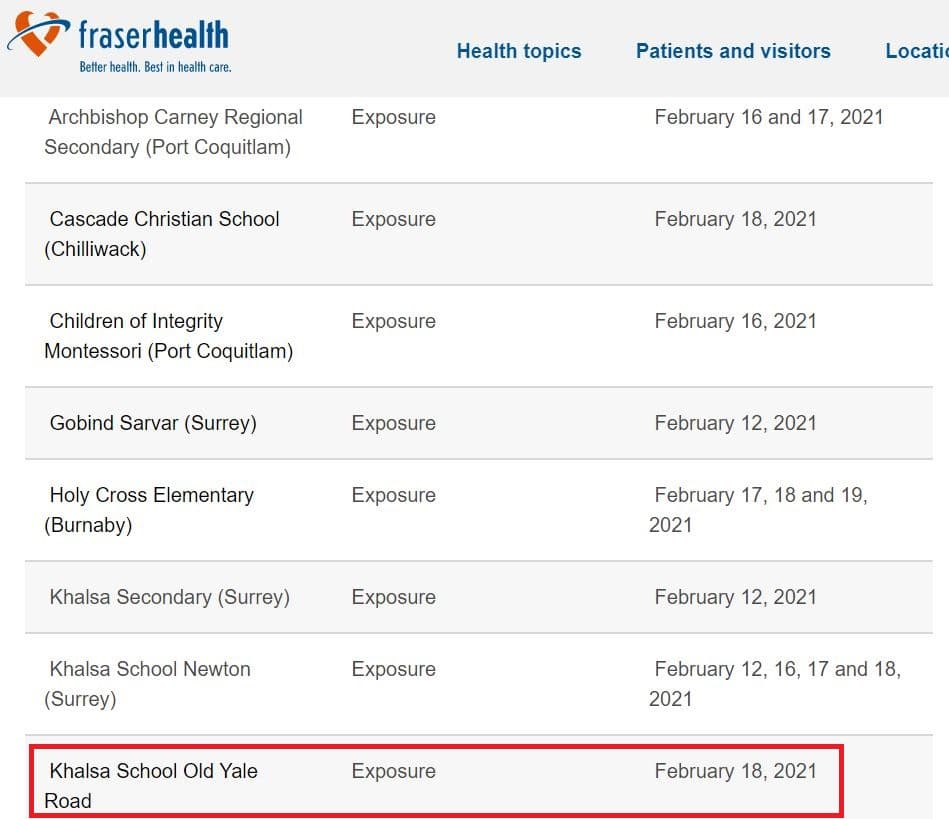 fraserhealth
Better health. Best in health care.
Health topics Patients and visitors Locatio
Archbishop Carney Regional Exposure February 16 and 17, 2021
Secondary (Port Coquitlam)
Cascade Christian School Exposure February 18, 2021
(Chilliwack)
Children of Integrity Exposure February 16, 2021
Montessori (Port Coquitlam)
Gobind Sarvar (Surrey) Exposure February 12, 2021
Holy Cross Elementary Exposure February 17, 18 and 19,
(Burnaby) 2021
Khalsa Secondary (Surrey) Exposure February 12, 2021
Khalsa School Newton Exposure February 12, 16, 17 and 18,
(Surrey) 2021
Khalsa School Old Yale Exposure February 18, 2021
Road